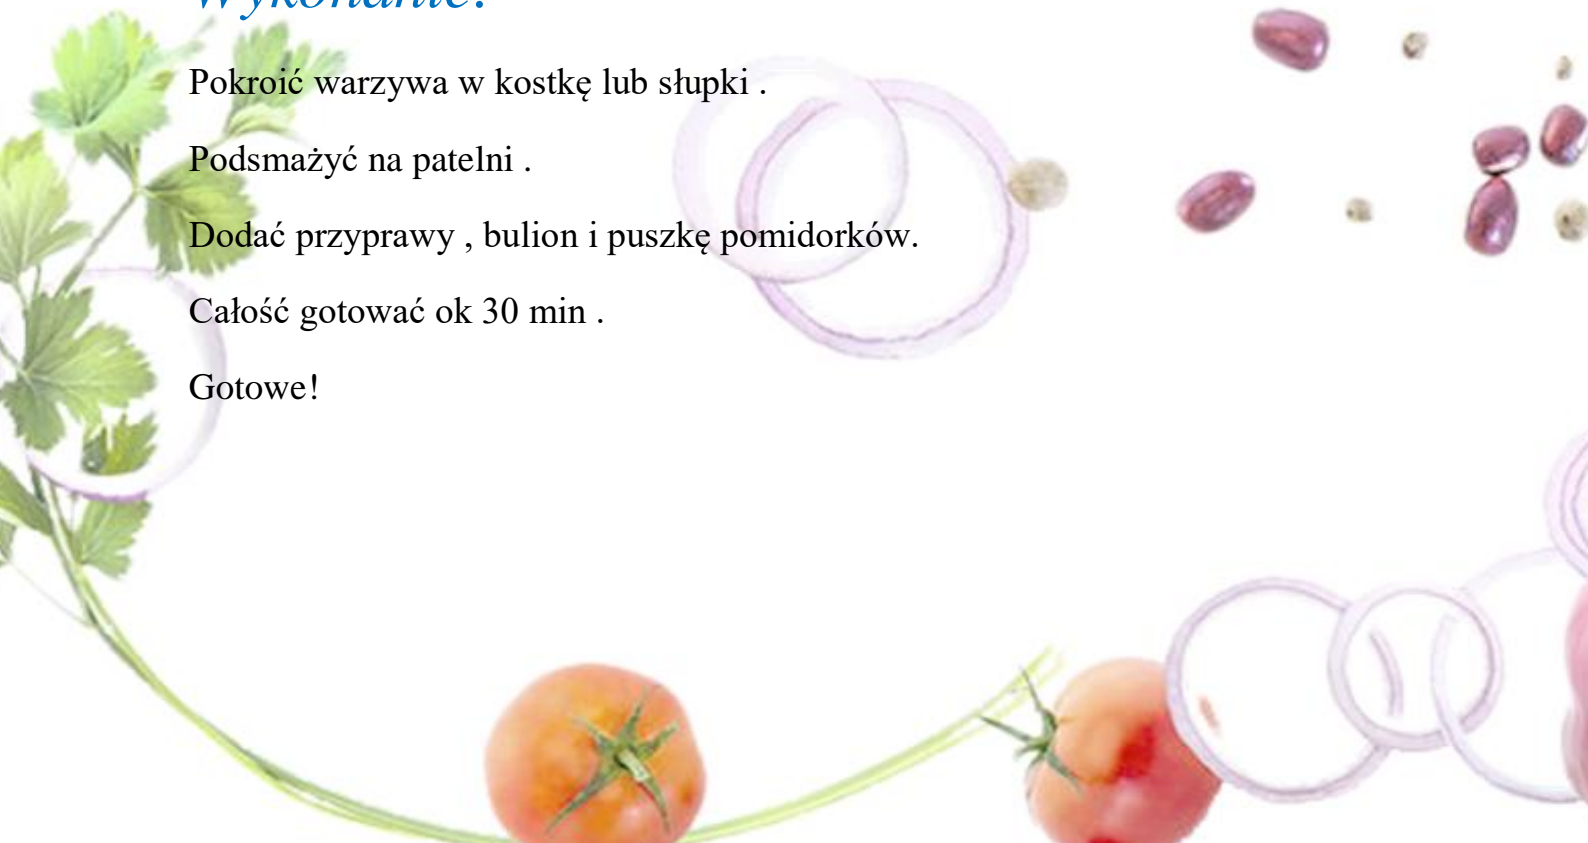 Wykonanie:
Pokroić warzywa w kostkę lub słupki .
Podsmażyć na patelni .
Dodać przyprawy , bulion i puszkę pomidorków.
Całość gotować ok 30 min .
Gotowe!